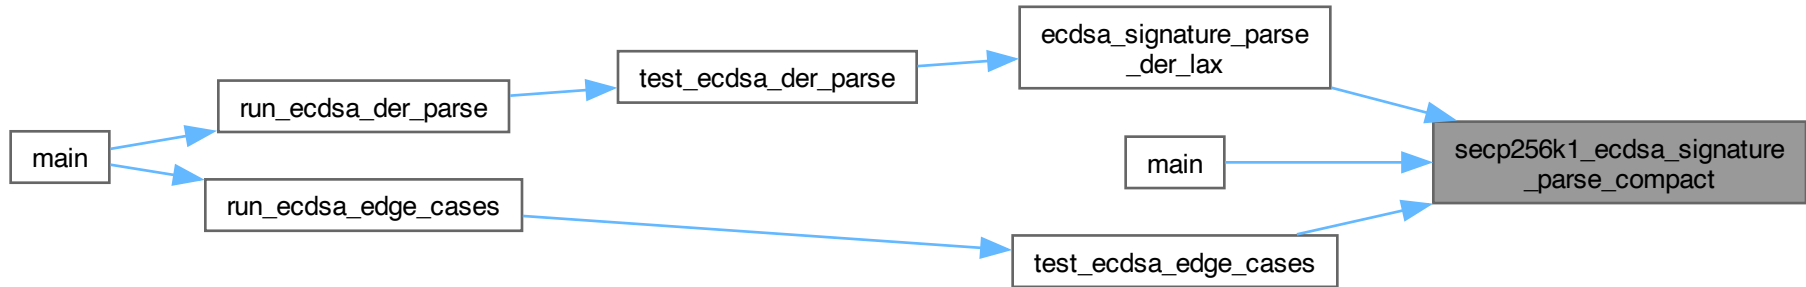 ecdsa_signature_parse
_der_lax
test_ecdsa_der_parse
run_ecdsa_der_parse
main
secp256k1_ecdsa_signature
_parse_compact
main
run_ecdsa_edge_cases
test_ecdsa_edge_cases